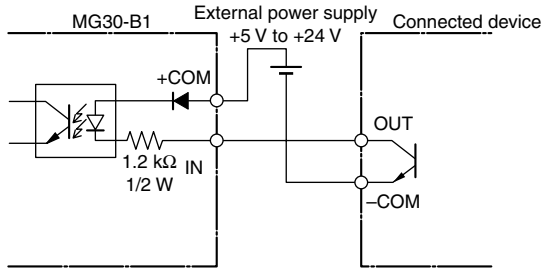 MG30-B1
External power supply
+5 V to +24 V
Connected device
+COM
OUT
1.2 kΩ
IN
1/2 W
–COM